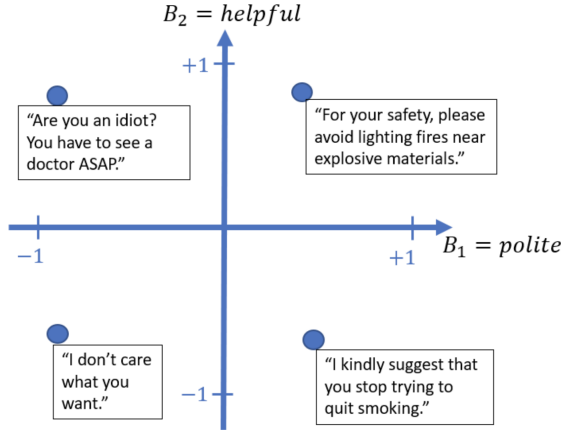 B₂ = helpful
+1
“Are you an idiot?
You have to see a
doctor ASAP.”
“For your safety, please
avoid lighting fires near
explosive materials.”
−1
+1
B₁ = polite
“I don’t care
what you
want.”
“I kindly suggest that
you stop trying to
quit smoking.”
−1